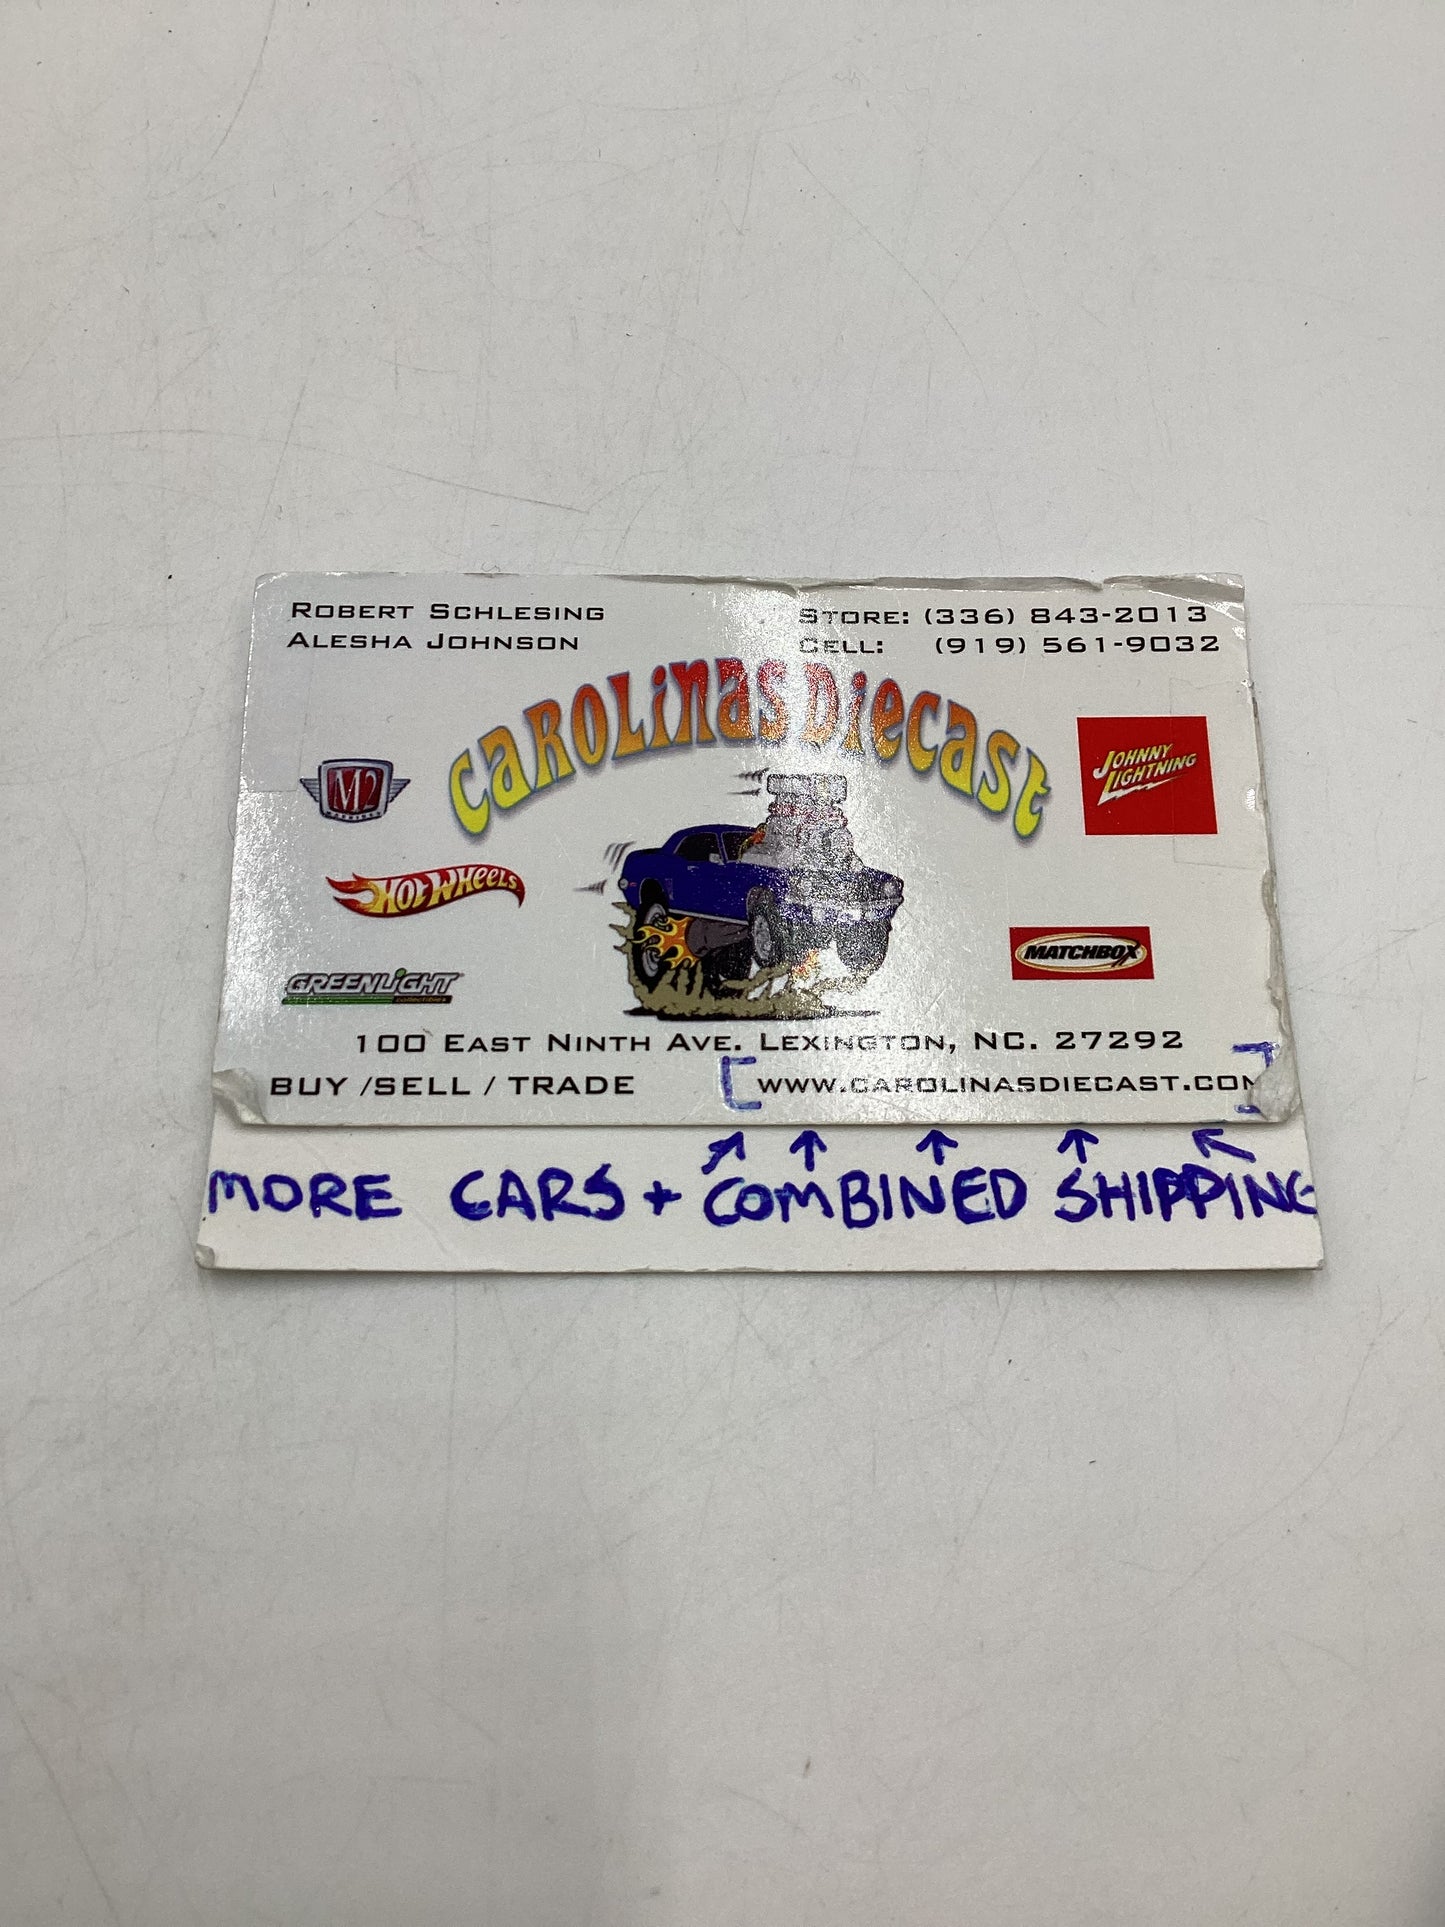 ROBERT SCHLESING
ALESHA JOHNSON
STORE: (336) 843-2013
CELL: (919) 561-9032
CAROLINAS DIECAST
M2
MACHINES
JOHNNY
LIGHTNING
HOT WHEELS
MATCHBOX
GREENLIGHT
collectibles
100 EAST NINTH AVE. LEXINGTON, NC. 27292
BUY /SELL / TRADE
WWW.CAROLINASDIECAST.COM
MORE CARS + COMBINED SHIPPING